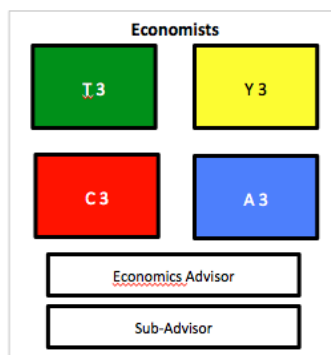 Economists
T 3
Y 3
C 3
A 3
Economics Advisor
Sub-Advisor